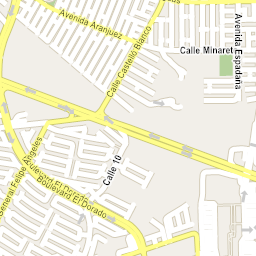 Avenida Aranjuez
Calle Minaret
Avenida Espadaña
Calle Castelló Blanco
General Felipe Ángeles
Calle 10
Boulevard El Dorado
Boulevard El Dorado